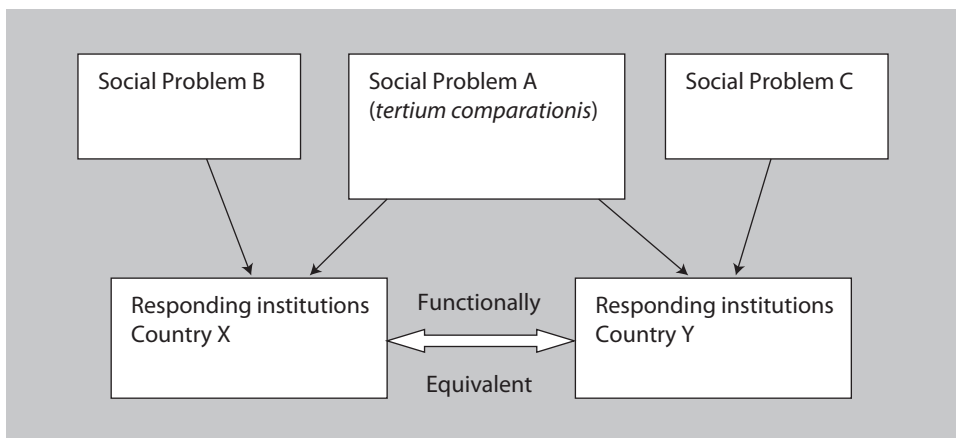 Social Problem B
Social Problem A
(tertium comparationis)
Social Problem C
Responding institutions
Country X
Functionally
Equivalent
Responding institutions
Country Y